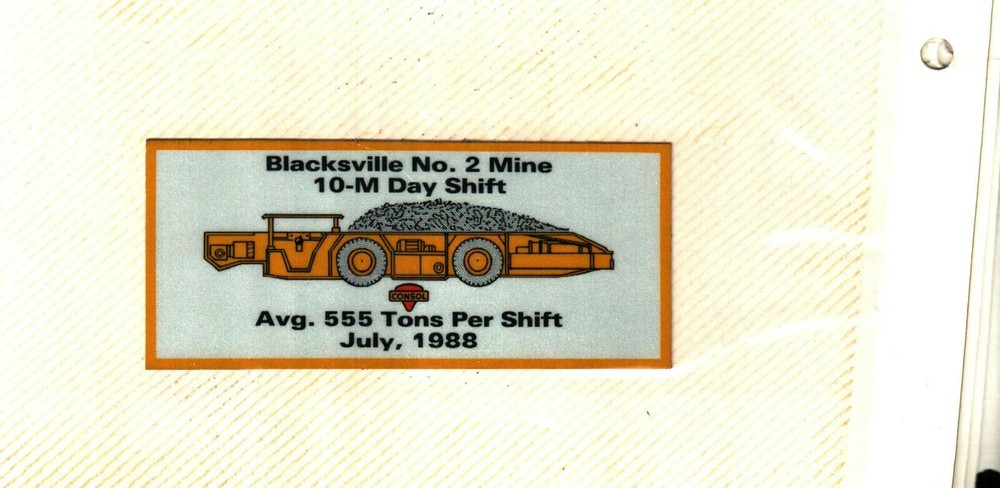 Blacksville No. 2 Mine
10-M Day Shift
CONSOL
Avg. 555 Tons Per Shift
July, 1988